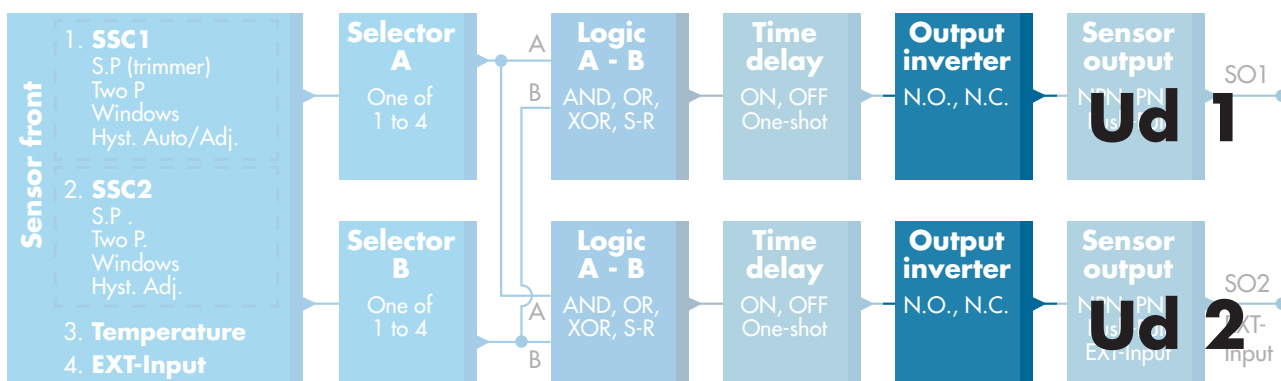 Sensor front
1. SSC1
S.P (trimmer)
Two P
Windows
Hyst. Auto/Adj.
2. SSC2
S.P .
Two P.
Windows
Hyst. Adj.
3. Temperature
4. EXT-Input
Selector
A
One of
1 to 4
A
B
Logic
A - B
AND, OR,
XOR, S-R
Time
delay
ON, OFF
One-shot
Output
inverter
N.O., N.C.
Sensor
output
Ud 1
SO1
Selector
B
One of
1 to 4
A
B
Logic
A - B
AND, OR,
XOR, S-R
Time
delay
ON, OFF
One-shot
Output
inverter
N.O., N.C.
Sensor
output
Ud 2
EXT-Input
SO2
EXT-
Input